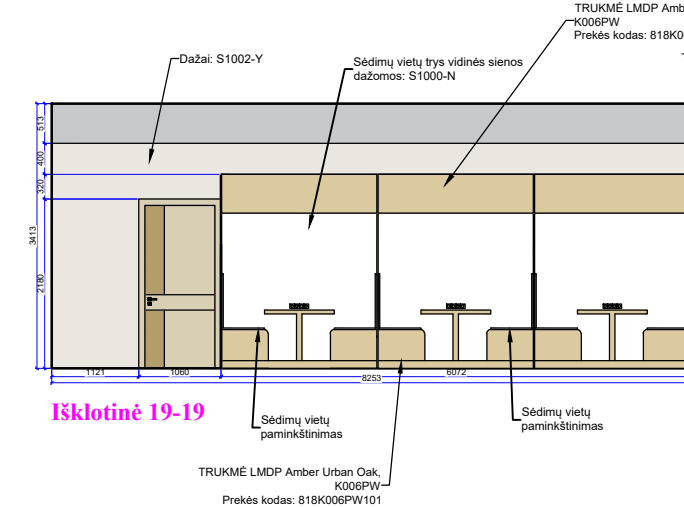 TRUKMĖ LMDP Amb
K006PW
Prekės kodas: 818K0
Dažai: S1002-Y
Sėdimų vietų trys vidinės sienos
dažomos: S1000-N
513
400
320
3413
2180
1121
1060
8253
6072
Išklotinė 19-19
Sėdimų vietų
paminkštinimas
Sėdimų vietų
paminkštinimas
TRUKMĖ LMDP Amber Urban Oak,
K006PW
Prekės kodas: 818K006PW101